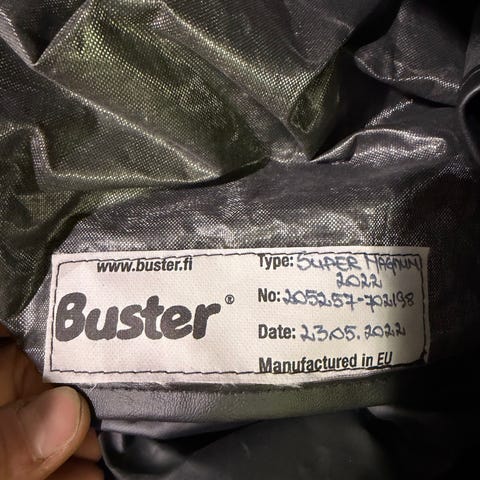 www.buster.fi
Buster®
Type: SUPER MAGNUM
2022
No: 205257-702198
Date: 23.05.2022
Manufactured in EU